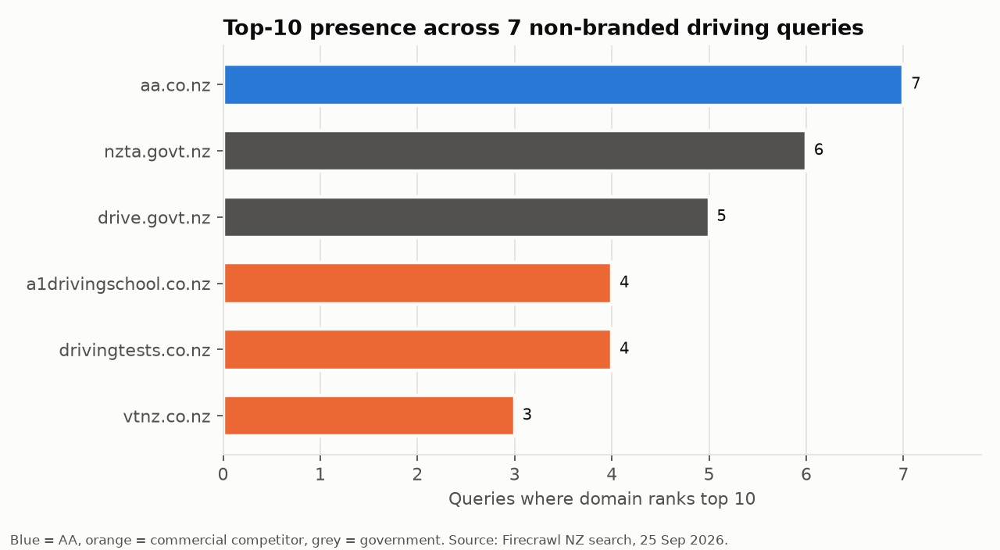 Top-10 presence across 7 non-branded driving queries
aa.co.nz 7
nzta.govt.nz 6
drive.govt.nz 5
a1drivingschool.co.nz 4
drivingtests.co.nz 4
vtnz.co.nz 3
0 1 2 3 4 5 6 7
Queries where domain ranks top 10
Blue = AA, orange = commercial competitor, grey = government. Source: Firecrawl NZ search, 25 Sep 2026.